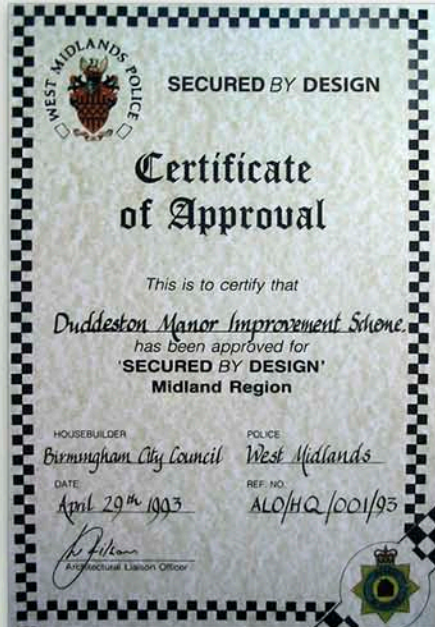 WEST MIDLANDS POLICE
SECURED BY DESIGN
Certificate
of Approval
This is to certify that
Duddeston Manor Improvement Scheme.
has been approved for
'SECURED BY DESIGN'
Midland Region
HOUSEBUILDER
Birmingham City Council
POLICE
West Midlands
DATE
April 29th 1993
REF. NO.
ALO/HQ/001/93
Architectural Liaison Officer